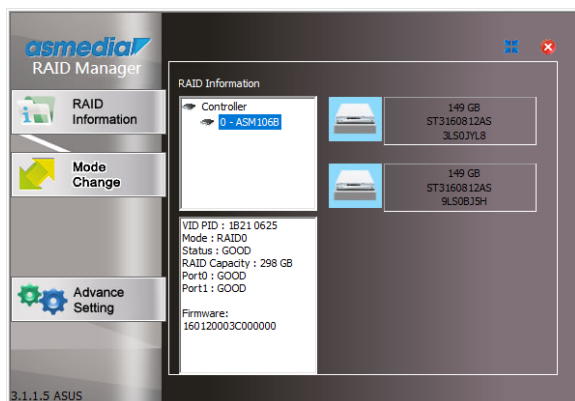 asmedia
RAID Manager
RAID Information
RAID
Information
Controller
0 - ASM106B
149 GB
ST3160812AS
3LS0JYL8
Mode
Change
149 GB
ST3160812AS
9LS0BJ5H
VID PID : 1B21 0625
Mode : RAID0
Status : GOOD
RAID Capacity : 298 GB
Port0 : GOOD
Port1 : GOOD
Firmware:
160120003C000000
Advance
Setting
3.1.1.5 ASUS